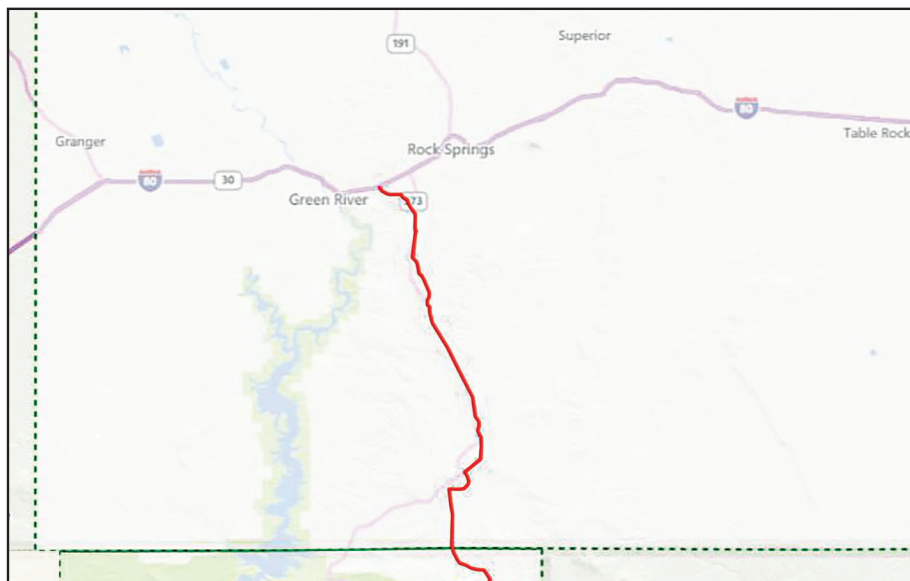 191
Superior
80
Table Rock
Granger
Rock Springs
80
30
Green River
373